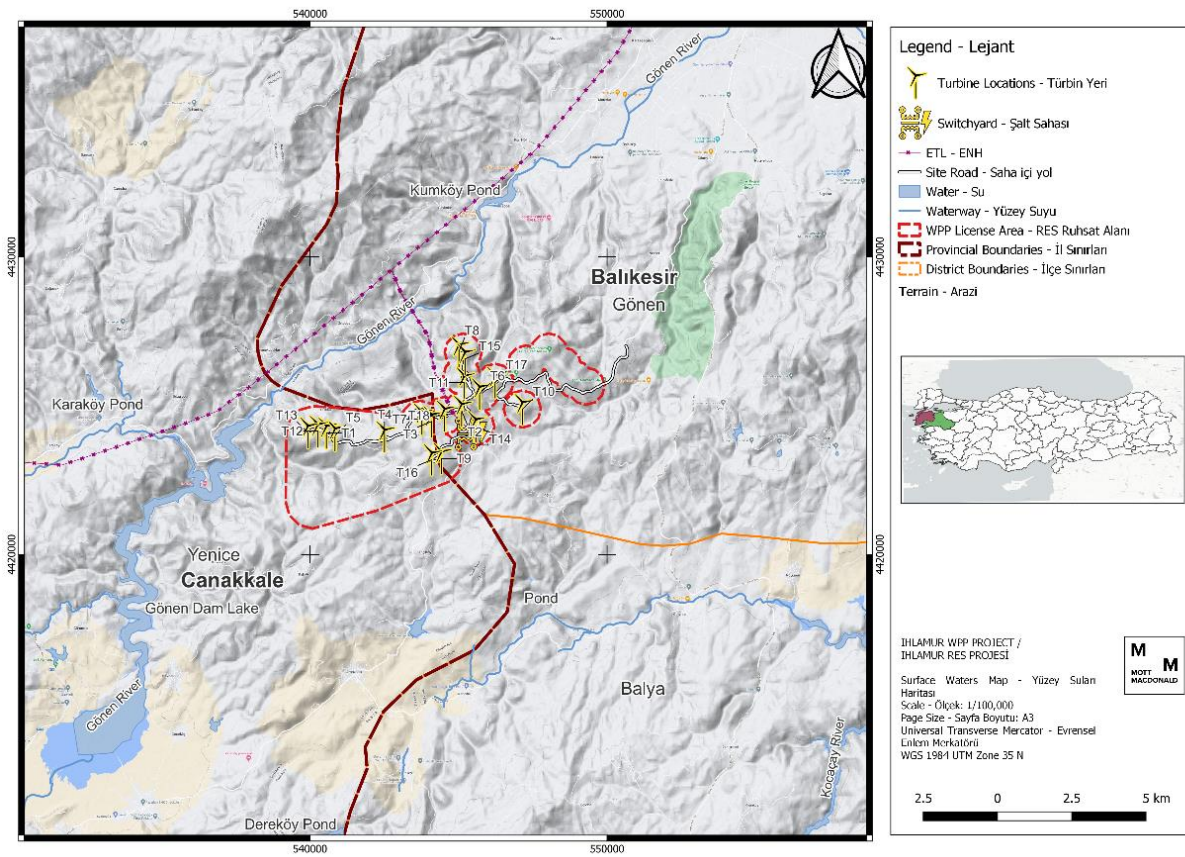 540000
550000
Gönen River
Kumköy Pond
4430000
4430000
Balıkesir
Gönen
Gönen River
T8
T15
T17
T11
T6
T10
Karaköy Pond
T13
T5
T4
T7
T18
T12
T1
T3
T2
T14
T9
T16
4420000
4420000
Yenice
Canakkale
Gönen Dam Lake
Pond
Balya
Gönen River
Kocaçay River
Dereköy Pond
540000
550000
Legend - Lejant
Turbine Locations - Türbin Yeri
Switchyard - Şalt Sahası
ETL - ENH
Site Road - Saha içi yol
Water - Su
Waterway - Yüzey Suyu
WPP License Area - RES Ruhsat Alanı
Provincial Boundaries - İl Sınırları
District Boundaries - İlçe Sınırları
Terrain - Arazi
IHLAMUR WPP PROJECT /
IHLAMUR RES PROJESİ
Surface Waters Map - Yüzey Suları
Haritası
Scale - Ölçek: 1/100,000
Page Size - Sayfa Boyutu: A3
Universal Transverse Mercator - Evrensel
Enlem Merkatörü
WGS 1984 UTM Zone 35 N
M M
MOTT
MACDONALD
2.5 0 2.5 5 km